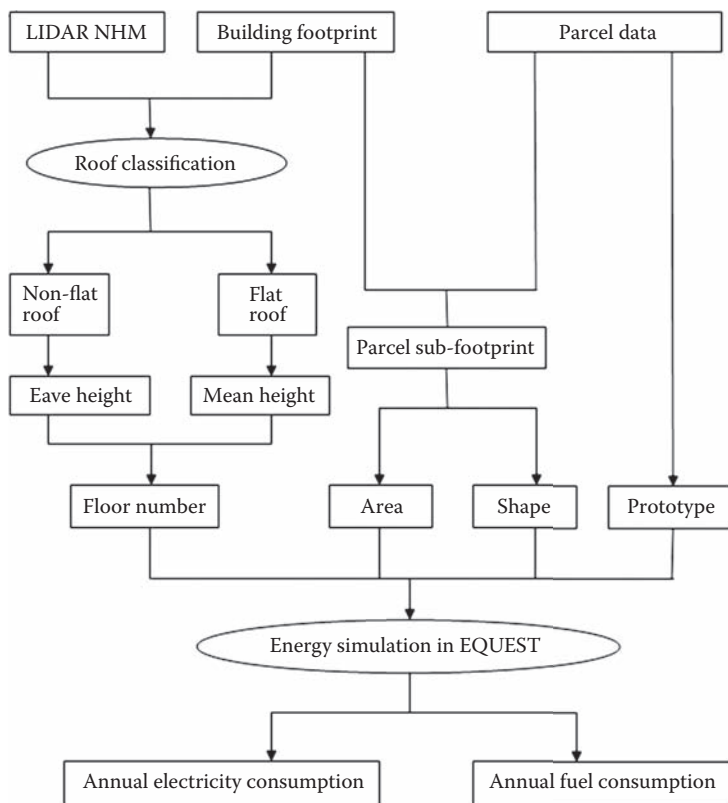 LIDAR NHM
Building footprint
Parcel data
Roof classification
Non-flat
roof
Flat
roof
Parcel sub-footprint
Eave height
Mean height
Floor number
Area
Shape
Prototype
Energy simulation in EQUEST
Annual electricity consumption
Annual fuel consumption